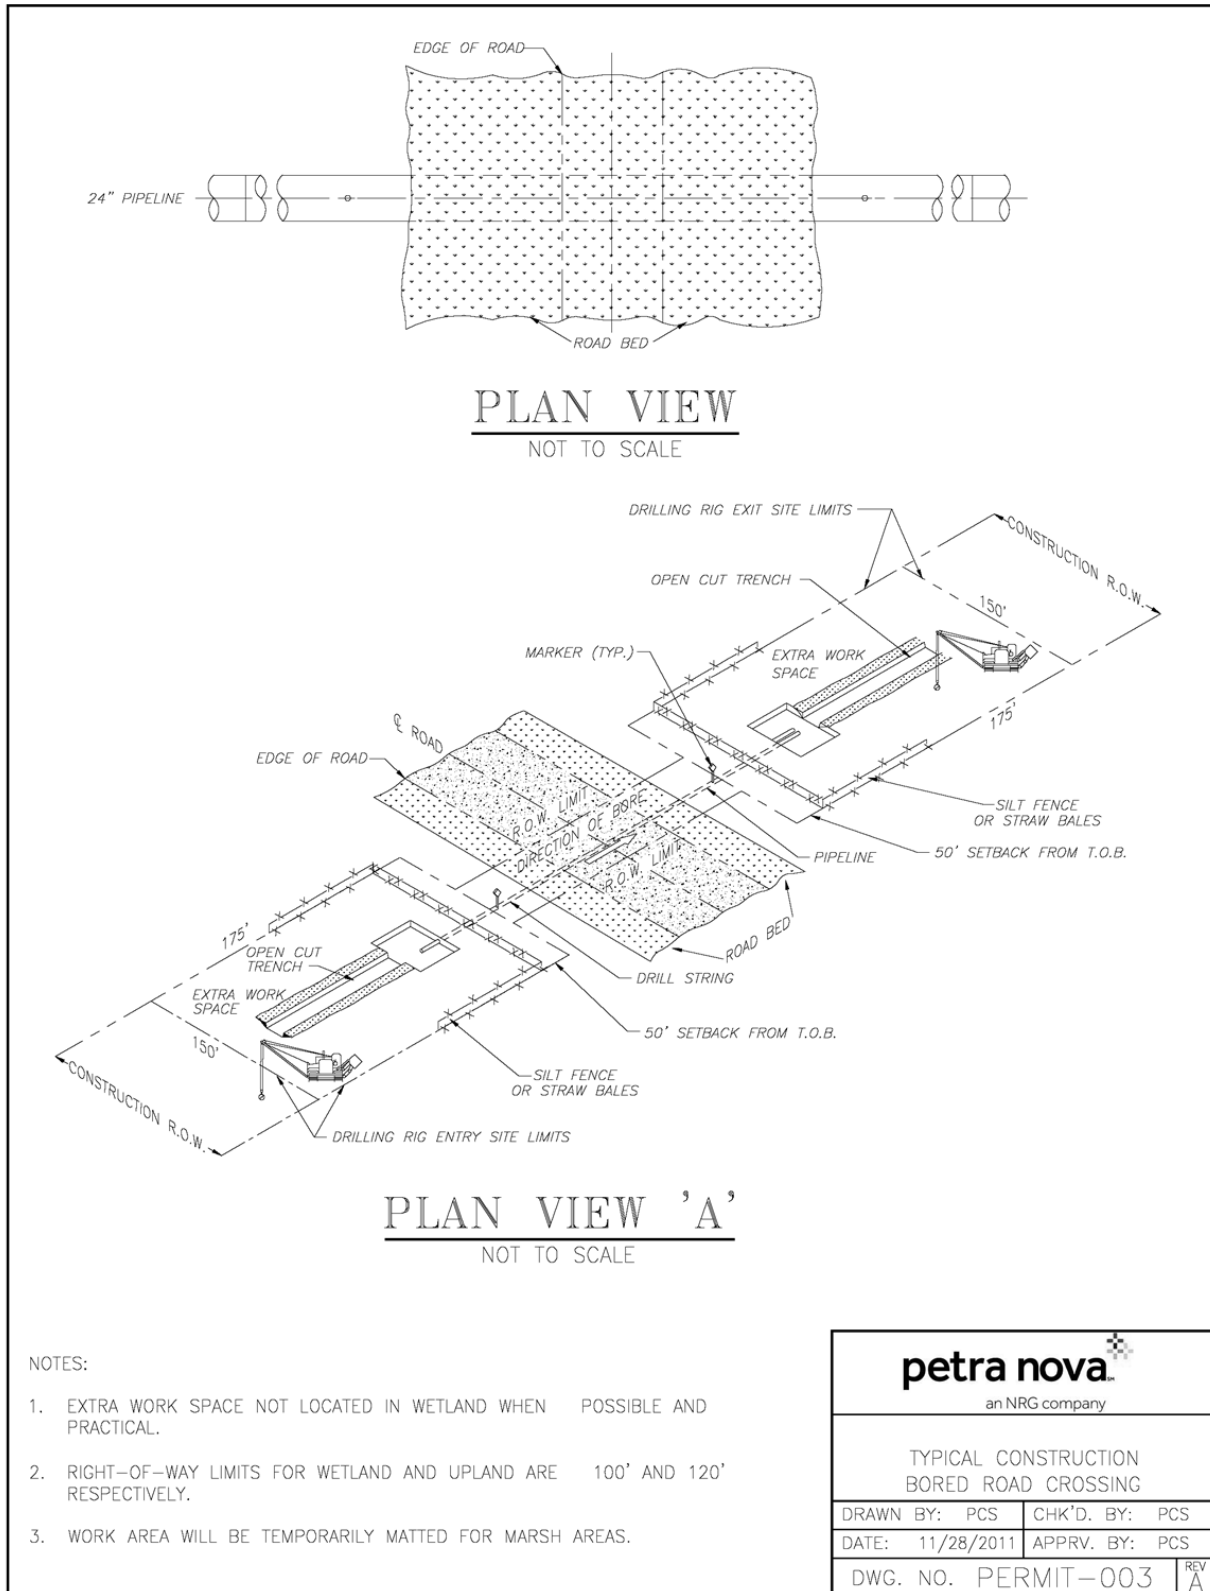 EDGE OF ROAD
24" PIPELINE
ROAD BED
PLAN VIEW
NOT TO SCALE
DRILLING RIG EXIT SITE LIMITS
CONSTRUCTION R.O.W.
OPEN CUT TRENCH
150'
MARKER (TYP.)
EXTRA WORK
SPACE
175'
℄ ROAD
EDGE OF ROAD
R.O.W. LIMIT
DIRECTION OF BORE
R.O.W. LIMIT
SILT FENCE
OR STRAW BALES
PIPELINE
50' SETBACK FROM T.O.B.
175'
OPEN CUT
TRENCH
ROAD BED
DRILL STRING
EXTRA WORK
SPACE
50' SETBACK FROM T.O.B.
150'
SILT FENCE
OR STRAW BALES
CONSTRUCTION R.O.W.
DRILLING RIG ENTRY SITE LIMITS
PLAN VIEW 'A'
NOT TO SCALE
NOTES:
1. EXTRA WORK SPACE NOT LOCATED IN WETLAND WHEN POSSIBLE AND
PRACTICAL.
2. RIGHT-OF-WAY LIMITS FOR WETLAND AND UPLAND ARE 100' AND 120'
RESPECTIVELY.
3. WORK AREA WILL BE TEMPORARILY MATTED FOR MARSH AREAS.
petra nova
an NRG company
TYPICAL CONSTRUCTION
BORED ROAD CROSSING
DRAWN BY: PCS CHK'D. BY: PCS
DATE: 11/28/2011 APPRV. BY: PCS
DWG. NO. PERMIT-003 REV A